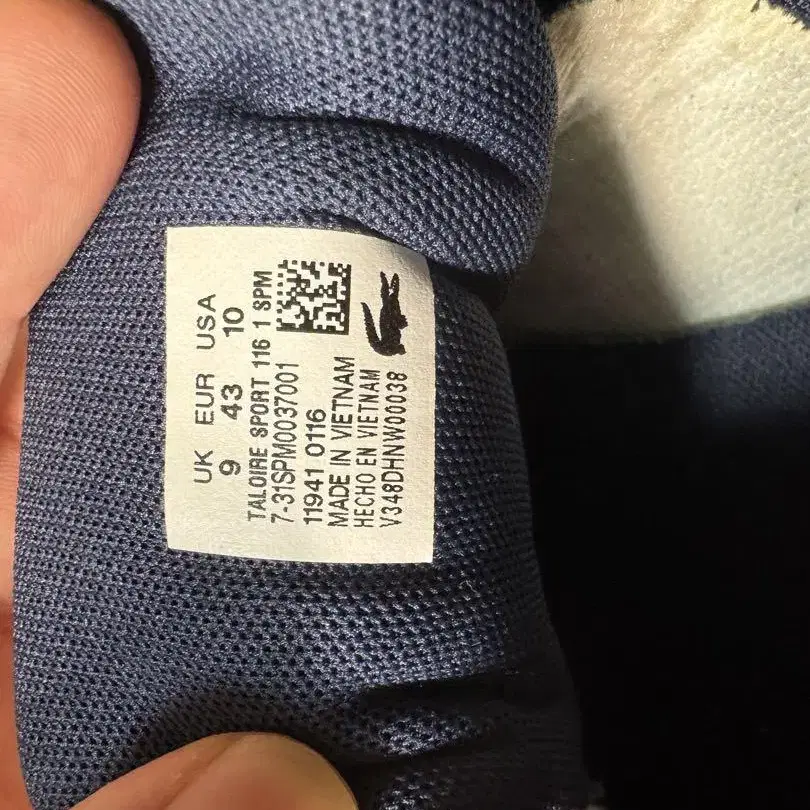 UK EUR USA
9 43 10
TALOIRE SPORT 116 1 SPM
7-31SPM0037001
11941 0116
MADE IN VIETNAM
HECHO EN VIETNAM
V348DHNW00038